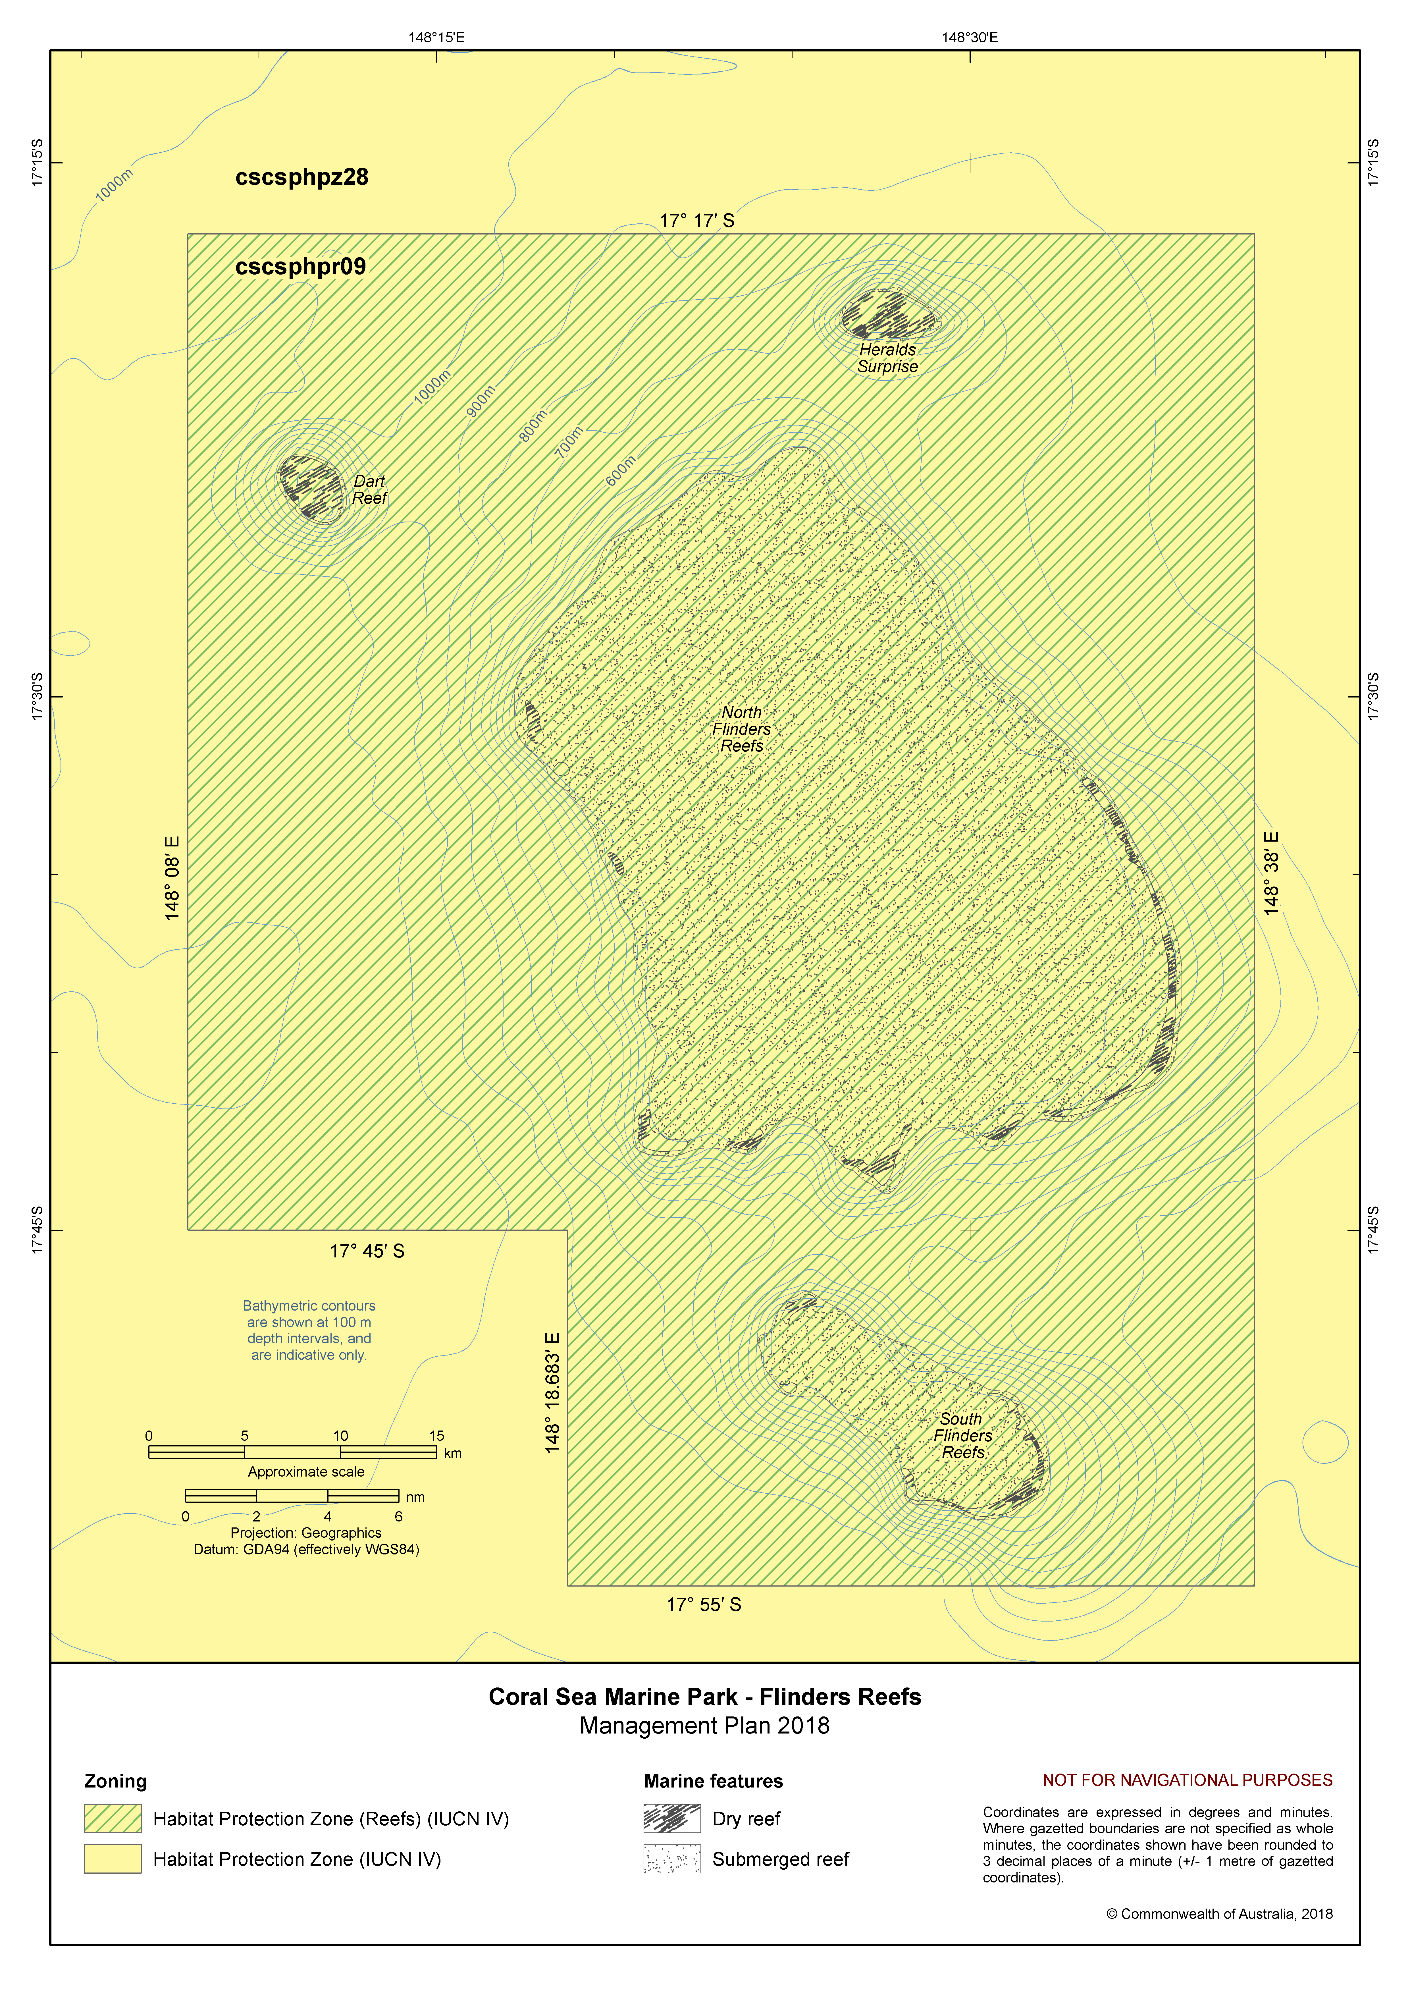 148°15'E
148°30'E
17°15'S
17°15'S
cscsphpz28
1000m
17° 17′ S
cscsphpr09
Heralds
Surprise
1000m
900m
800m
700m
600m
Dart
Reef
17°30'S
17°30'S
North
Flinders
Reefs
148° 08′ E
148° 38′ E
17°45'S
17°45'S
17° 45′ S
Bathymetric contours
are shown at 100 m
depth intervals, and
are indicative only.
148° 18.683′ E
South
Flinders
Reefs
0 5 10 15
km
Approximate scale
nm
0 2 4 6
Projection: Geographics
Datum: GDA94 (effectively WGS84)
17° 55′ S
Coral Sea Marine Park - Flinders Reefs
Management Plan 2018
Zoning
Habitat Protection Zone (Reefs) (IUCN IV)
Habitat Protection Zone (IUCN IV)
Marine features
Dry reef
Submerged reef
NOT FOR NAVIGATIONAL PURPOSES
Coordinates are expressed in degrees and minutes.
Where gazetted boundaries are not specified as whole
minutes, the coordinates shown have been rounded to
3 decimal places of a minute (+/- 1 metre of gazetted
coordinates).
© Commonwealth of Australia, 2018